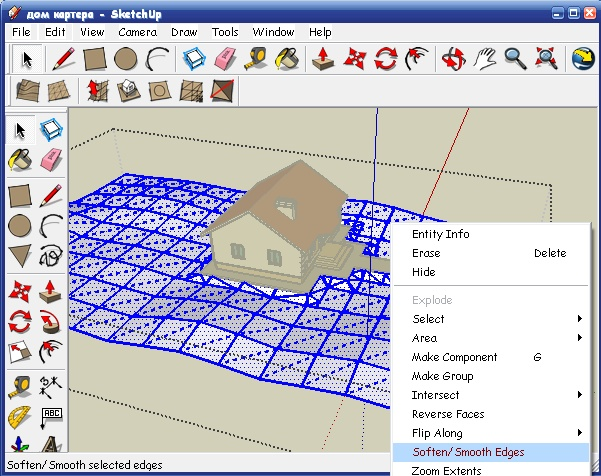 дом картера - SketchUp
File Edit View Camera Draw Tools Window Help
Entity Info
Erase Delete
Hide
Explode
Select
Area
Make Component G
Make Group
Intersect
Reverse Faces
Flip Along
Soften/ Smooth Edges
Zoom Extents
ABC
Soften/ Smooth selected edges